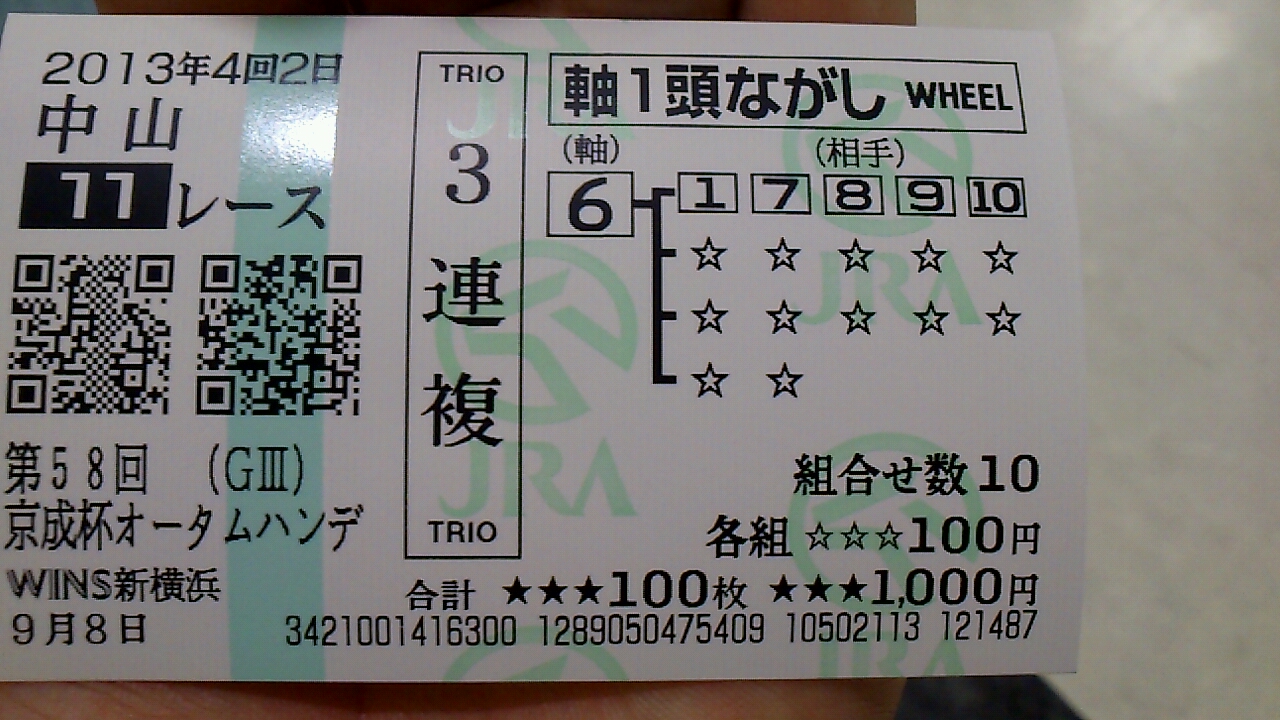 2013年4回2日
中山
11レース
第58回 (GⅢ)
京成杯オータムハンデ
WINS新横浜
9月8日
TRIO
3連複
TRIO
軸1頭ながし WHEEL
(軸) (相手)
6 1 7 8 9 10
☆ ☆ ☆ ☆ ☆
☆ ☆ ☆ ☆ ☆
☆ ☆
組合せ数10
各組 ☆☆☆100円
合計 ★★★100枚 ★★★1,000円
3421001416300 1289050475409 10502113 121487
JRA
JRA
JRA
JRA